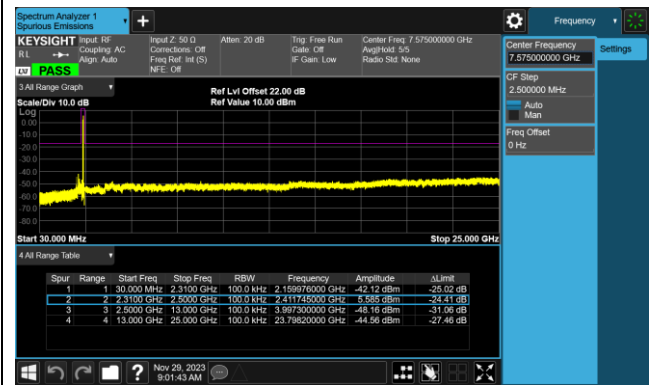 Spectrum Analyzer 1
Spurious Emissions
Frequency
KEYSIGHT Input: RF Input Z: 50 Ω Atten: 20 dB Trig: Free Run Center Freq: 7.575000000 GHz
R L Coupling: AC Corrections: Off Gate: Off Avg|Hold: 5/5
Align: Auto Freq Ref: Int (S) IF Gain: Low Radio Std: None
LXI PASS NFE: Off
Center Frequency
7.575000000 GHz
Settings
CF Step
2.500000 MHz
Auto
Man
Freq Offset
0 Hz
3 All Range Graph Ref Lvl Offset 22.00 dB
Scale/Div 10.0 dB Ref Value 10.00 dBm
Log
0.00
-10.0
-20.0
-30.0
-40.0
-50.0
-60.0
-70.0
-80.0
Start 30.000 MHz Stop 25.000 GHz
4 All Range Table
Spur Range Start Freq Stop Freq RBW Frequency Amplitude ΔLimit
1 1 30.000 MHz 2.3100 GHz 100.0 kHz 2.159976000 GHz -42.12 dBm -25.02 dB
2 2 2.3100 GHz 2.5000 GHz 100.0 kHz 2.411745000 GHz 5.585 dBm -24.41 dB
3 3 2.5000 GHz 13.000 GHz 100.0 kHz 3.997300000 GHz -48.16 dBm -31.06 dB
4 4 13.000 GHz 25.000 GHz 100.0 kHz 23.79820000 GHz -44.56 dBm -27.46 dB
Nov 29, 2023
9:01:43 AM